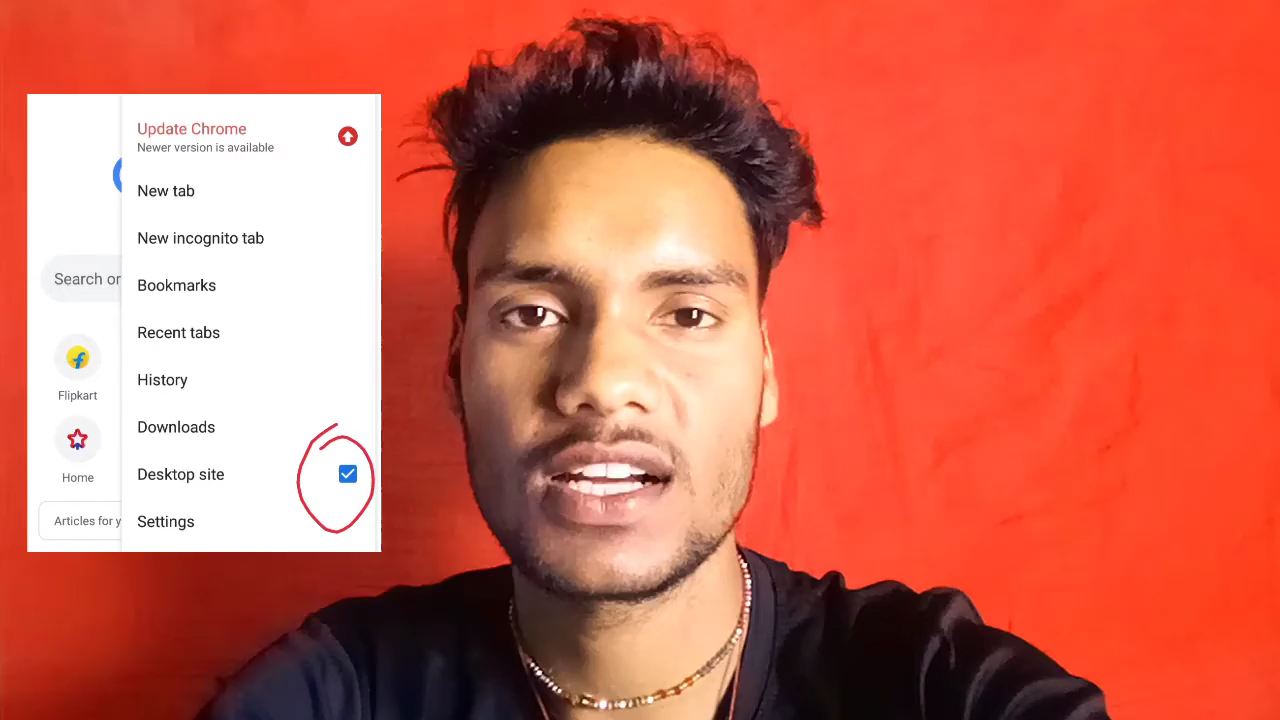 Update Chrome
Newer version is available
New tab
New incognito tab
Bookmarks
Search or
Recent tabs
History
Flipkart
Downloads
Desktop site
Home
Settings
Articles for y